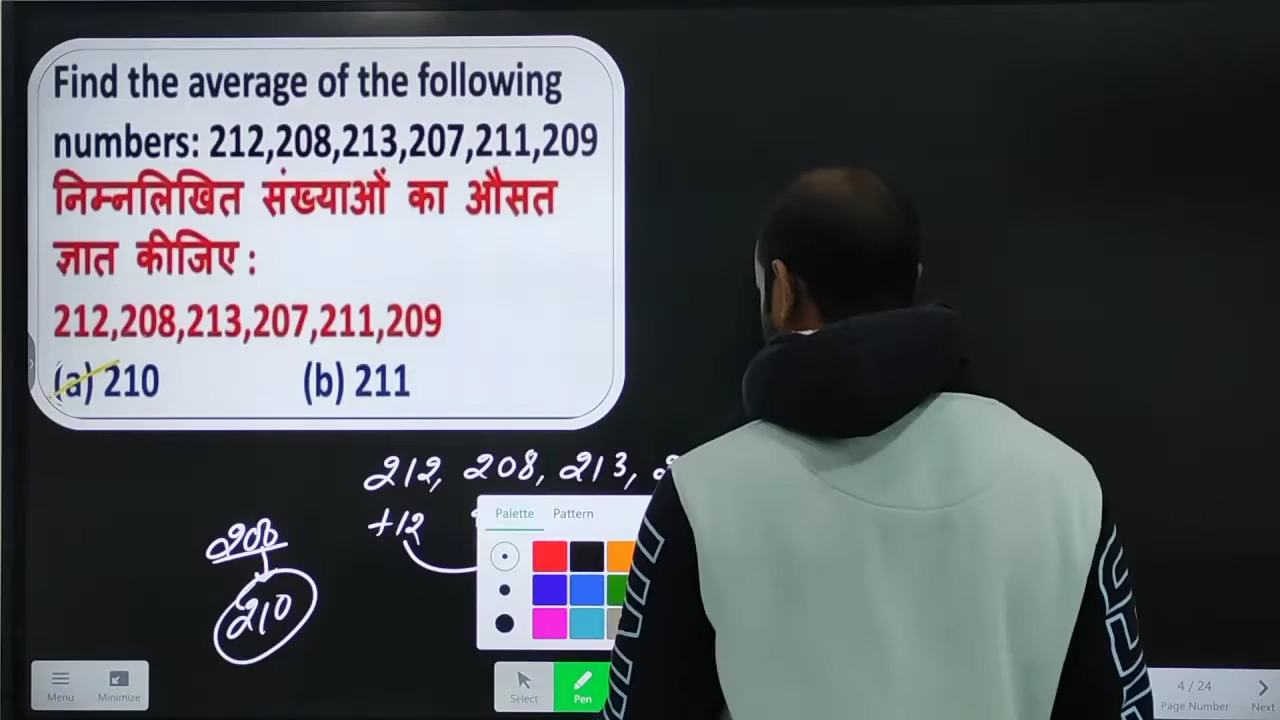 Find the average of the following
numbers: 212,208,213,207,211,209
निम्नलिखित संख्याओं का औसत
ज्ञात कीजिए :
212,208,213,207,211,209
(a) 210 (b) 211
212, 208, 213,
+12
210
Palette Pattern
Menu Minimize Select Pen
4 / 24
Page Number Next